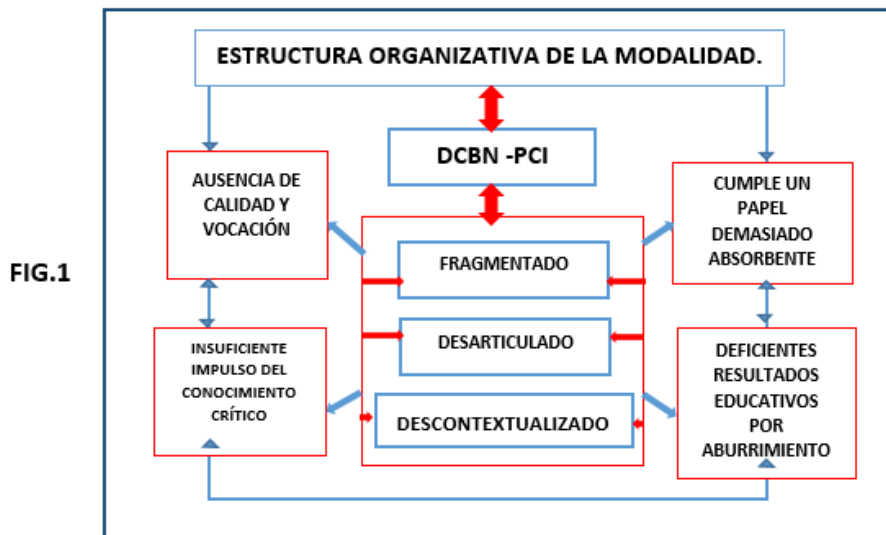 ESTRUCTURA ORGANIZATIVA DE LA MODALIDAD.
DCBN -PCI
AUSENCIA DE
CALIDAD Y
VOCACIÓN
CUMPLE UN
PAPEL
DEMASIADO
ABSORBENTE
FIG.1
FRAGMENTADO
DESARTICULADO
DESCONTEXTUALIZADO
INSUFICIENTE
IMPULSO DEL
CONOCIMIENTO
CRÍTICO
DEFICIENTES
RESULTADOS
EDUCATIVOS
POR
ABURRIMIENTO